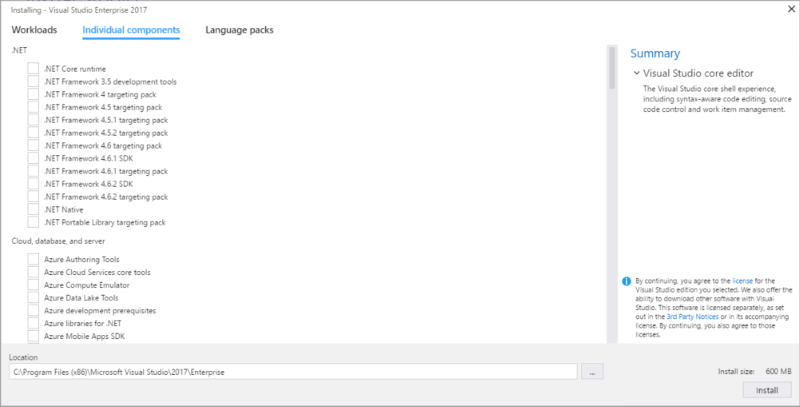 Installing - Visual Studio Enterprise 2017
Workloads
Individual components
Language packs
.NET
.NET Core runtime
.NET Framework 3.5 development tools
.NET Framework 4 targeting pack
.NET Framework 4.5 targeting pack
.NET Framework 4.5.1 targeting pack
.NET Framework 4.5.2 targeting pack
.NET Framework 4.6 targeting pack
.NET Framework 4.6.1 SDK
.NET Framework 4.6.1 targeting pack
.NET Framework 4.6.2 SDK
.NET Framework 4.6.2 targeting pack
.NET Native
.NET Portable Library targeting pack
Cloud, database, and server
Azure Authoring Tools
Azure Cloud Services core tools
Azure Compute Emulator
Azure Data Lake Tools
Azure development prerequisites
Azure libraries for .NET
Azure Mobile Apps SDK
Summary
Visual Studio core editor
The Visual Studio core shell experience,
including syntax-aware code editing, source
code control and work item management.
By continuing, you agree to the license for the
Visual Studio edition you selected. We also offer the
ability to download other software with Visual
Studio. This software is licensed separately, as set
out in the 3rd Party Notices or in its accompanying
license. By continuing, you also agree to those
licenses.
Location
C:\Program Files (x86)\Microsoft Visual Studio\2017\Enterprise
...
Install size: 600 MB
Install